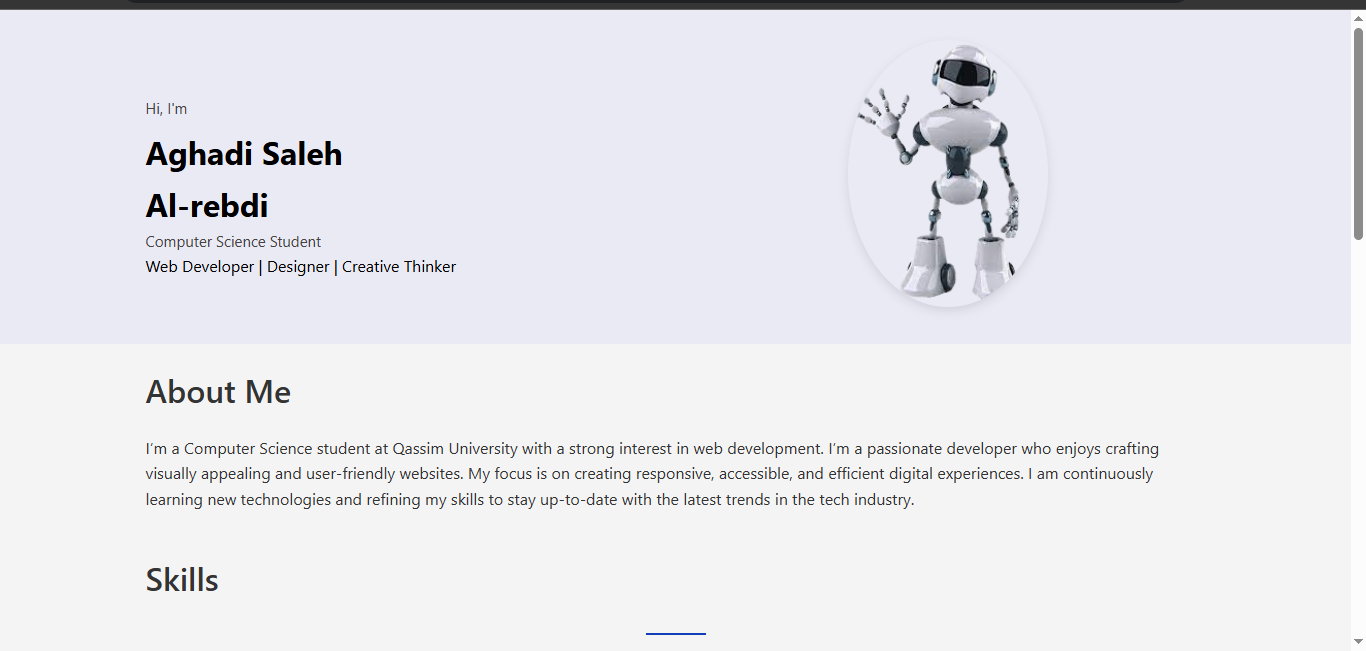 Hi, I'm
Aghadi Saleh
Al-rebdi
Computer Science Student
Web Developer | Designer | Creative Thinker
About Me
I’m a Computer Science student at Qassim University with a strong interest in web development. I’m a passionate developer who enjoys crafting
visually appealing and user-friendly websites. My focus is on creating responsive, accessible, and efficient digital experiences. I am continuously
learning new technologies and refining my skills to stay up-to-date with the latest trends in the tech industry.
Skills